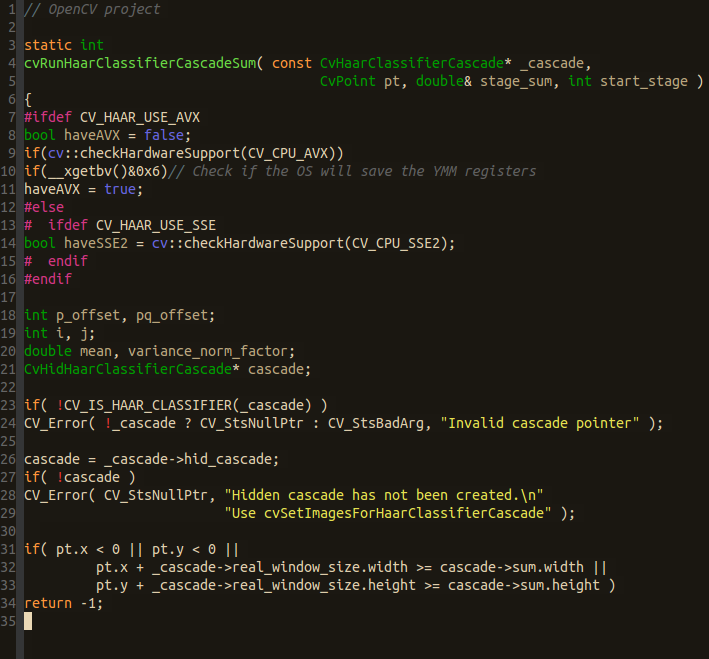 1 // OpenCV project
2
3 static int
4 cvRunHaarClassifierCascadeSum( const CvHaarClassifierCascade* _cascade,
5                                      CvPoint pt, double& stage_sum, int start_stage )
6 {
7 #ifdef CV_HAAR_USE_AVX
8 bool haveAVX = false;
9 if(cv::checkHardwareSupport(CV_CPU_AVX))
10 if(__xgetbv()&0x6)// Check if the OS will save the YMM registers
11 haveAVX = true;
12 #else
13 #  ifdef CV_HAAR_USE_SSE
14 bool haveSSE2 = cv::checkHardwareSupport(CV_CPU_SSE2);
15 #  endif
16 #endif
17
18 int p_offset, pq_offset;
19 int i, j;
20 double mean, variance_norm_factor;
21 CvHidHaarClassifierCascade* cascade;
22
23 if( !CV_IS_HAAR_CLASSIFIER(_cascade) )
24 CV_Error( !_cascade ? CV_StsNullPtr : CV_StsBadArg, "Invalid cascade pointer" );
25
26 cascade = _cascade->hid_cascade;
27 if( !cascade )
28 CV_Error( CV_StsNullPtr, "Hidden cascade has not been created.\n"
29                          "Use cvSetImagesForHaarClassifierCascade" );
30
31 if( pt.x < 0 || pt.y < 0 ||
32         pt.x + _cascade->real_window_size.width >= cascade->sum.width ||
33         pt.y + _cascade->real_window_size.height >= cascade->sum.height )
34 return -1;
35